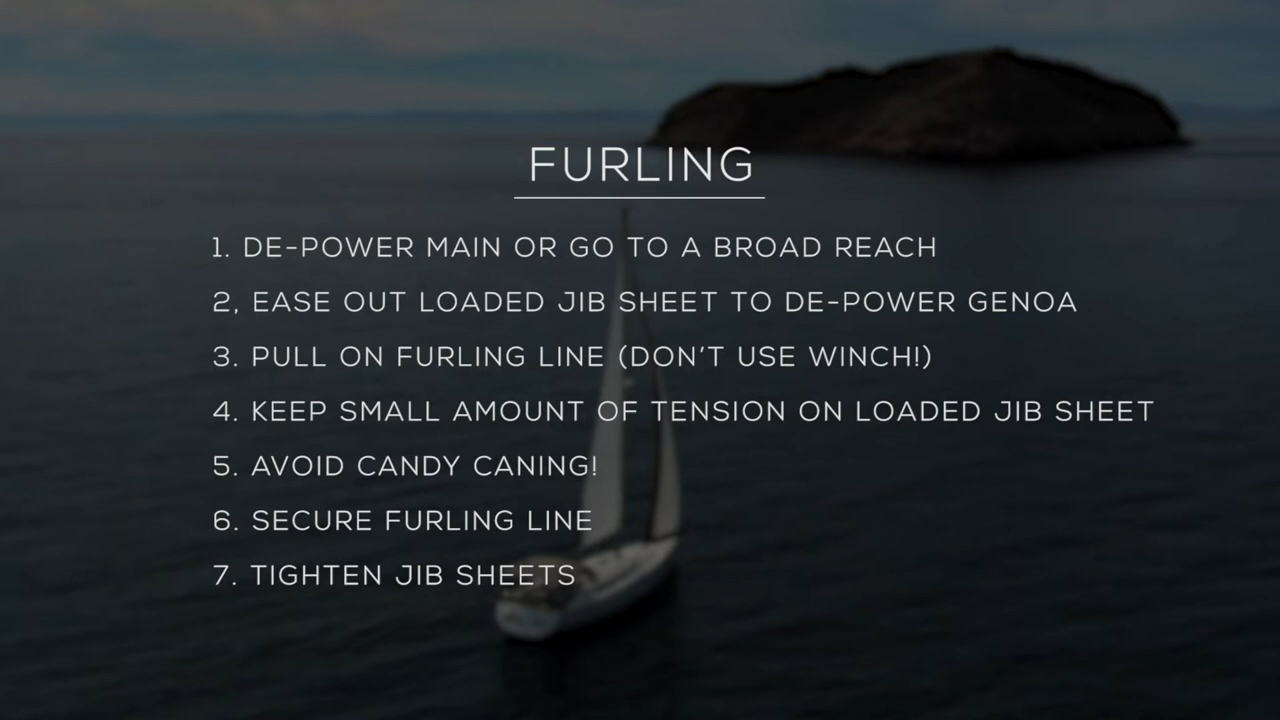 FURLING
1. DE-POWER MAIN OR GO TO A BROAD REACH
2, EASE OUT LOADED JIB SHEET TO DE-POWER GENOA
3. PULL ON FURLING LINE (DON'T USE WINCH!)
4. KEEP SMALL AMOUNT OF TENSION ON LOADED JIB SHEET
5. AVOID CANDY CANING!
6. SECURE FURLING LINE
7. TIGHTEN JIB SHEETS